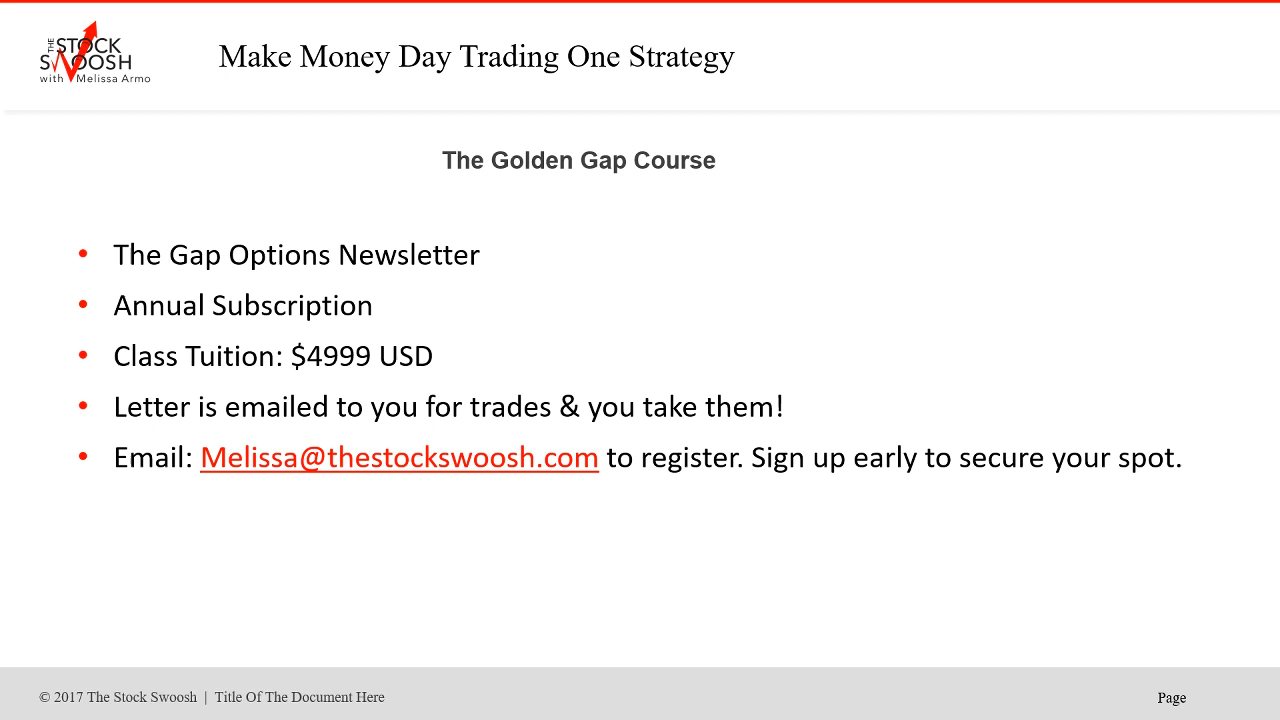 THE STOCK
SWOOSH
with Melissa Armo
Make Money Day Trading One Strategy
The Golden Gap Course
• The Gap Options Newsletter
• Annual Subscription
• Class Tuition: $4999 USD
• Letter is emailed to you for trades & you take them!
• Email: Melissa@thestockswoosh.com to register. Sign up early to secure your spot.
© 2017 The Stock Swoosh | Title Of The Document Here
Page